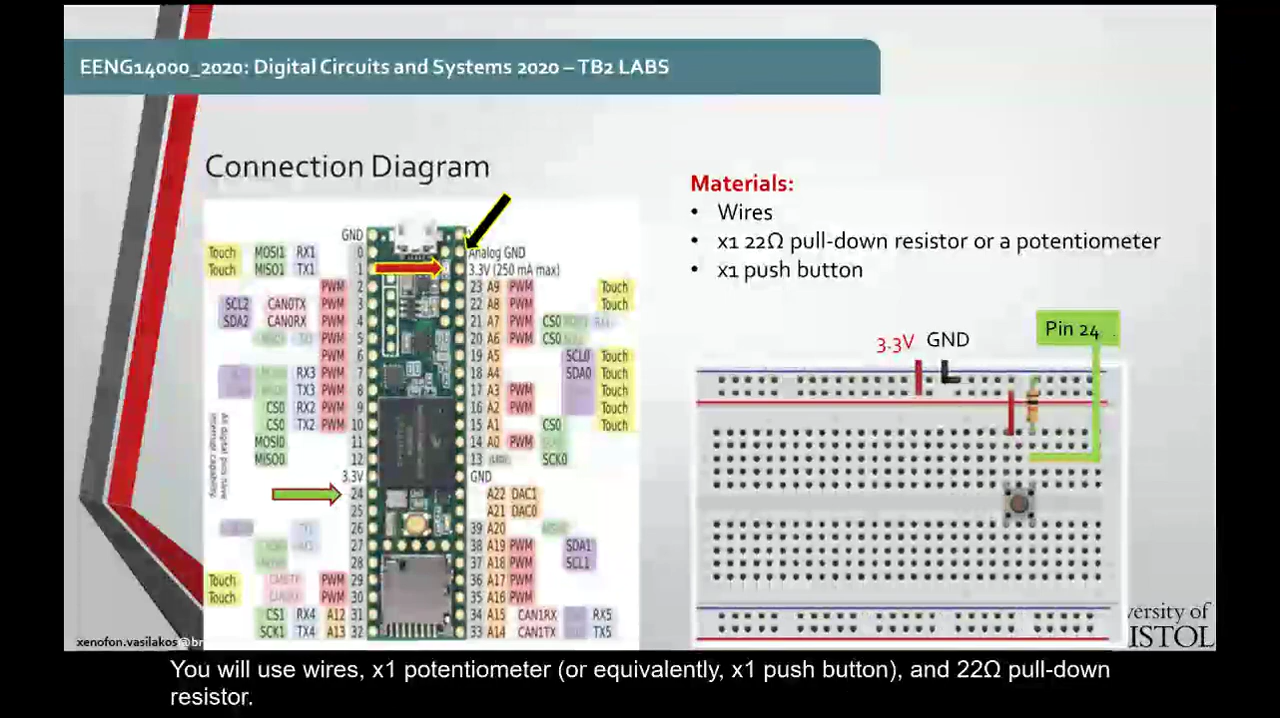 EENG14000_2020: Digital Circuits and Systems 2020 – TB2 LABS
Connection Diagram
Materials:
• Wires
• x1 22Ω pull-down resistor or a potentiometer
• x1 push button
3.3V GND
Pin 24
GND
Touch MOSI1 RX1 0 Analog GND
Touch MISO1 TX1 1 3.3V (250 mA max)
PWM 2 23 A9 PWM Touch
SCL2 CAN0TX PWM 3 22 A8 PWM Touch
SDA2 CAN0RX PWM 4 21 A7 PWM CS0
PWM 5 20 A6 PWM CS0
PWM 6 19 A5 SCL0 Touch
RX3 PWM 7 18 A4 SDA0 Touch
TX3 PWM 8 17 A3 PWM Touch
CS0 RX2 PWM 9 16 A2 PWM Touch
CS0 TX2 PWM 10 15 A1 CS0 Touch
MOSI0 11 14 A0 PWM
MISO0 12 13 (LED) SCK0
3.3V GND
24 A22 DAC1
25 A21 DAC0
26 39 A20
27 38 A19 PWM SDA1
28 37 A18 PWM SCL1
Touch PWM 29 36 A17 PWM
Touch PWM 30 35 A16 PWM
CS1 RX4 A12 31 34 A15 CAN1RX RX5
SCK1 TX4 A13 32 33 A14 CAN1TX TX5
All digital pins have
interrupt capability.
xenofon.vasilakos@br
versity of
ISTOL
You will use wires, x1 potentiometer (or equivalently, x1 push button), and 22Ω pull-down
resistor.